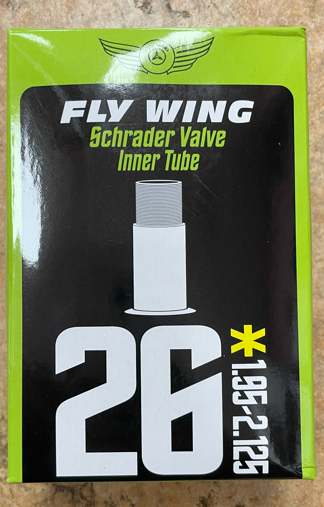 FLY WING
Schrader Valve
Inner Tube
26
*1.95-2.125